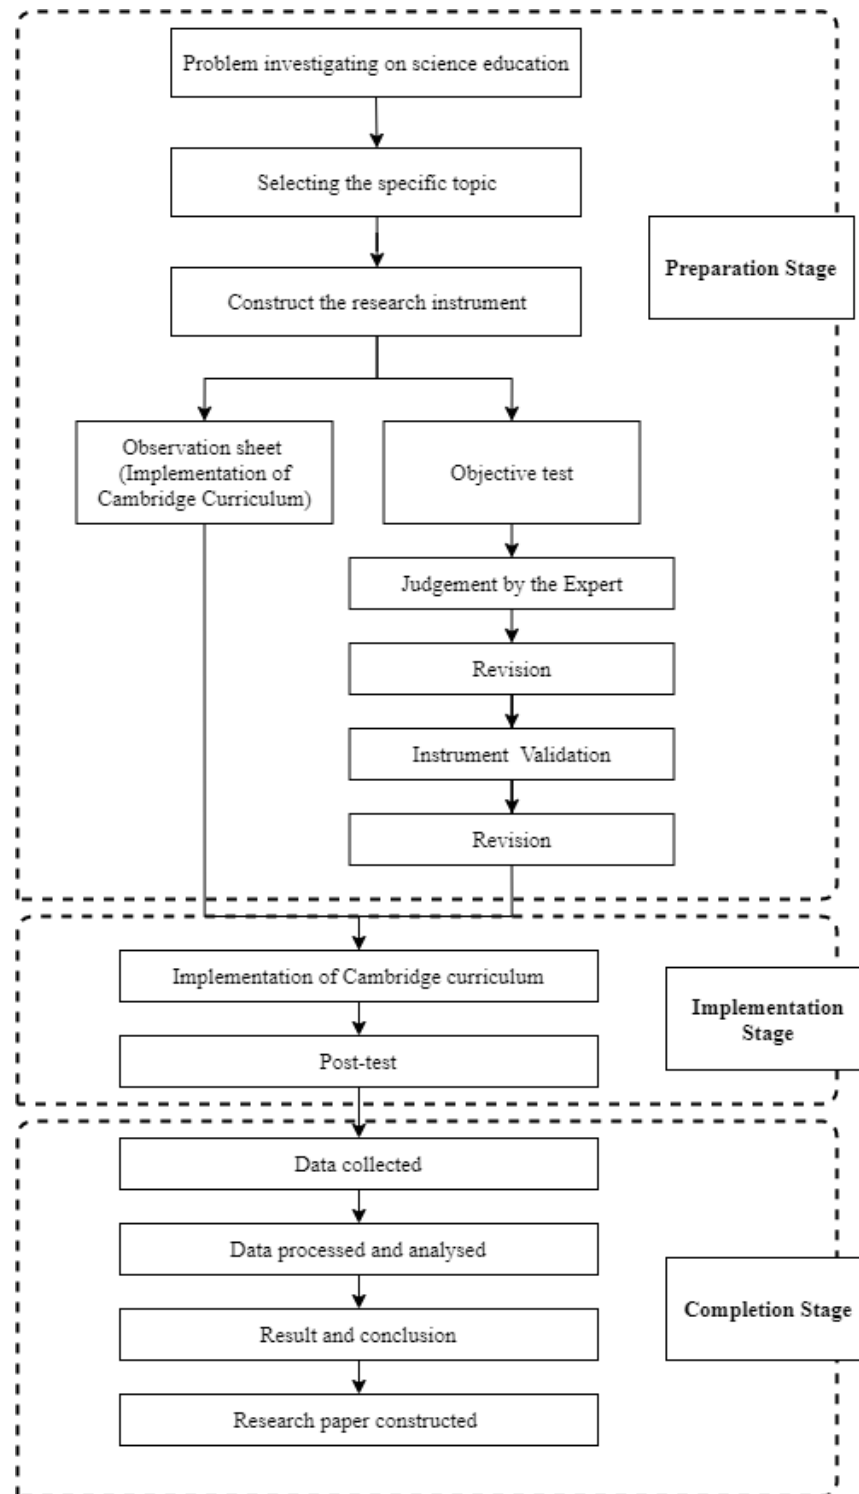 Problem investigating on science education
Selecting the specific topic
Preparation Stage
Construct the research instrument
Observation sheet
(Implementation of
Cambridge Curriculum)
Objective test
Judgement by the Expert
Revision
Instrument Validation
Revision
Implementation of Cambridge curriculum
Implementation
Stage
Post-test
Data collected
Data processed and analysed
Completion Stage
Result and conclusion
Research paper constructed